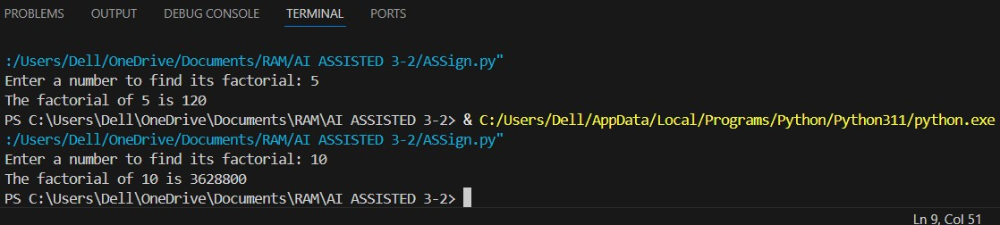 PROBLEMS OUTPUT DEBUG CONSOLE TERMINAL PORTS
:/Users/Dell/OneDrive/Documents/RAM/AI ASSISTED 3-2/ASSign.py"
Enter a number to find its factorial: 5
The factorial of 5 is 120
PS C:\Users\Dell\OneDrive\Documents\RAM\AI ASSISTED 3-2> & C:/Users/Dell/AppData/Local/Programs/Python/Python311/python.exe
:/Users/Dell/OneDrive/Documents/RAM/AI ASSISTED 3-2/ASSign.py"
Enter a number to find its factorial: 10
The factorial of 10 is 3628800
PS C:\Users\Dell\OneDrive\Documents\RAM\AI ASSISTED 3-2>
Ln 9, Col 51